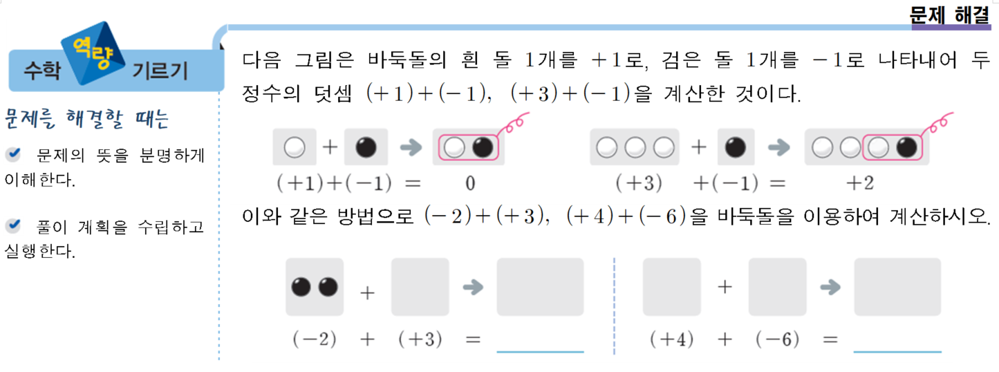 문제 해결
수학 역량 기르기
문제를 해결할 때는
✔ 문제의 뜻을 분명하게
이해한다.
✔ 풀이 계획을 수립하고
실행한다.
다음 그림은 바둑돌의 흰 돌 1개를 +1로, 검은 돌 1개를 -1로 나타내어 두
정수의 덧셈 (+1)+(-1), (+3)+(-1)을 계산한 것이다.
+ ➔ + ➔
(+1)+(-1) = 0 (+3) +(-1) = +2
이와 같은 방법으로 (-2)+(+3), (+4)+(-6)을 바둑돌을 이용하여 계산하시오.
+ ➔ + ➔
(-2) + (+3) = (+4) + (-6) =